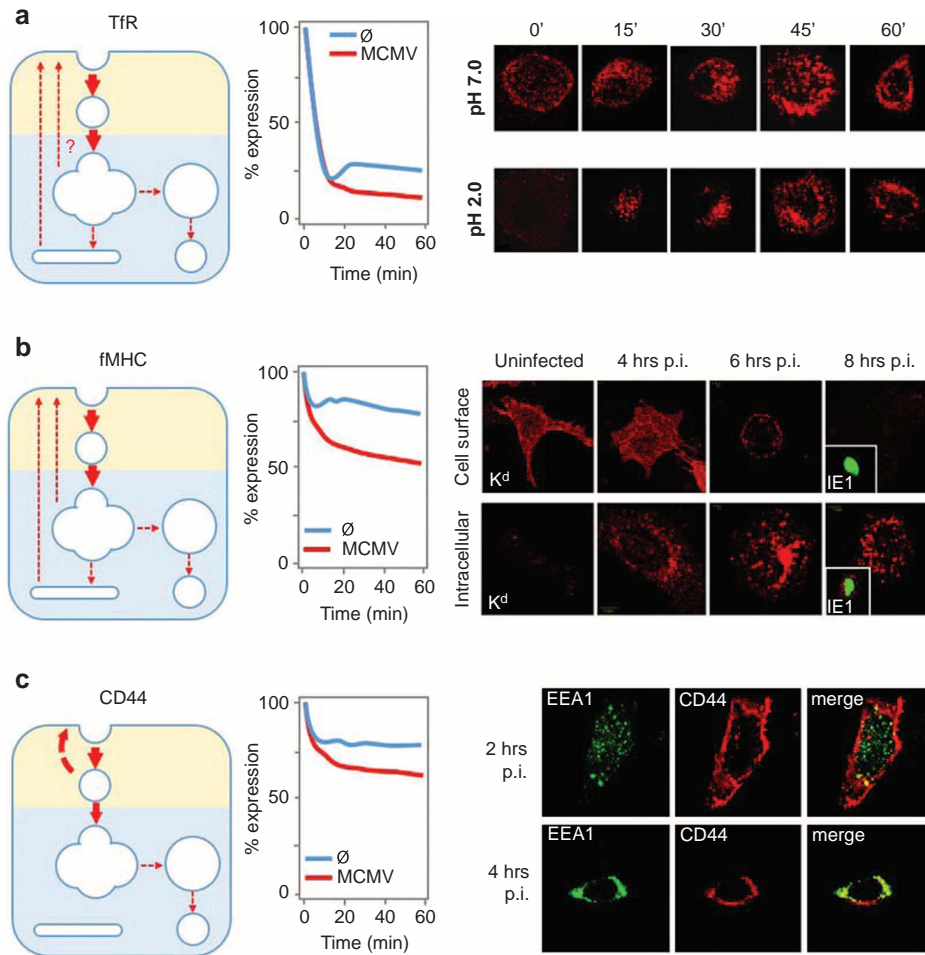 a
TfR
?
% expression
100
50
0
0
20
40
60
Time (min)
Ø
MCMV
0’ 15’ 30’ 45’ 60’
pH 7.0
pH 2.0
b
fMHC
% expression
100
50
0
0
20
40
60
Time (min)
Ø
MCMV
Uninfected 4 hrs p.i. 6 hrs p.i. 8 hrs p.i.
Cell surface
Kd
IE1
Intracellular
Kd
IE1
c
CD44
% expression
100
50
0
0
20
40
60
Time (min)
Ø
MCMV
2 hrs
p.i.
EEA1 CD44 merge
4 hrs
p.i.
EEA1 CD44 merge